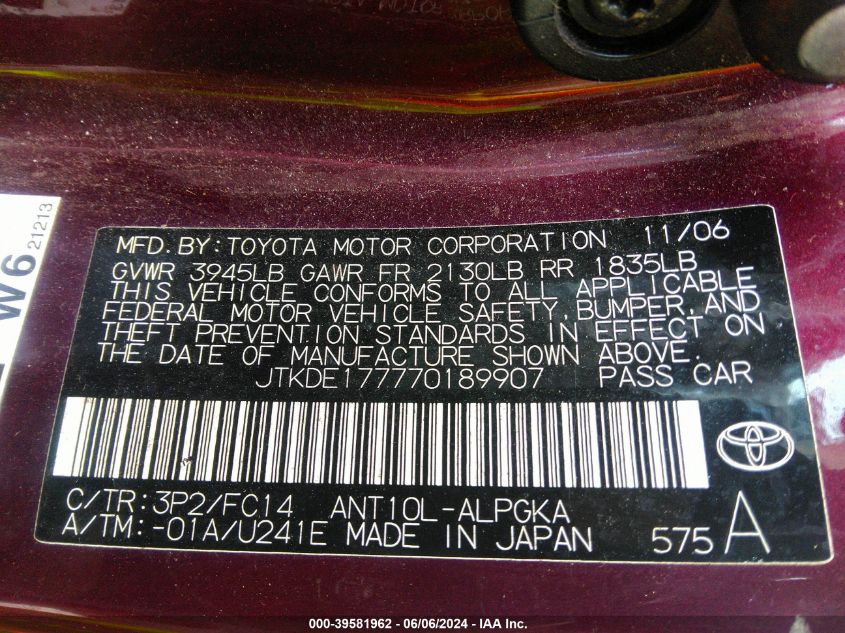 W6
21213
MFD. BY: TOYOTA MOTOR CORPORATION 11/06
GVWR 3945LB GAWR FR 2130LB RR 1835LB
THIS VEHICLE CONFORMS TO ALL APPLICABLE
FEDERAL MOTOR VEHICLE SAFETY, BUMPER, AND
THEFT PREVENTION STANDARDS IN EFFECT ON
THE DATE OF MANUFACTURE SHOWN ABOVE.
JTKDE177770189907 PASS CAR
C/TR: 3P2/FC14 ANT10L-ALPGKA
A/TM: -01A/U241E MADE IN JAPAN 575 A
000-39581962 - 06/06/2024 - IAA Inc.